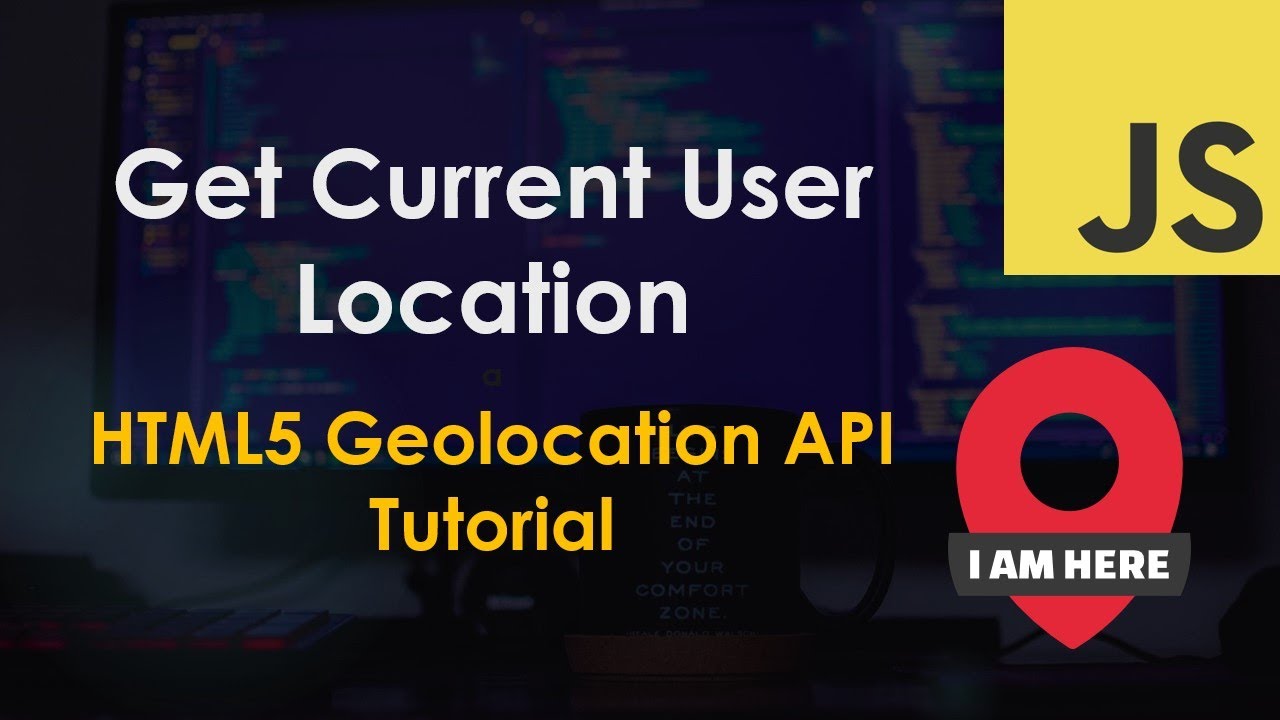 Get Current User
Location
JS
a
HTML5 Geolocation API
Tutorial
I AM HERE
AT
THE
END
OF
YOUR
COMFORT
ZONE.